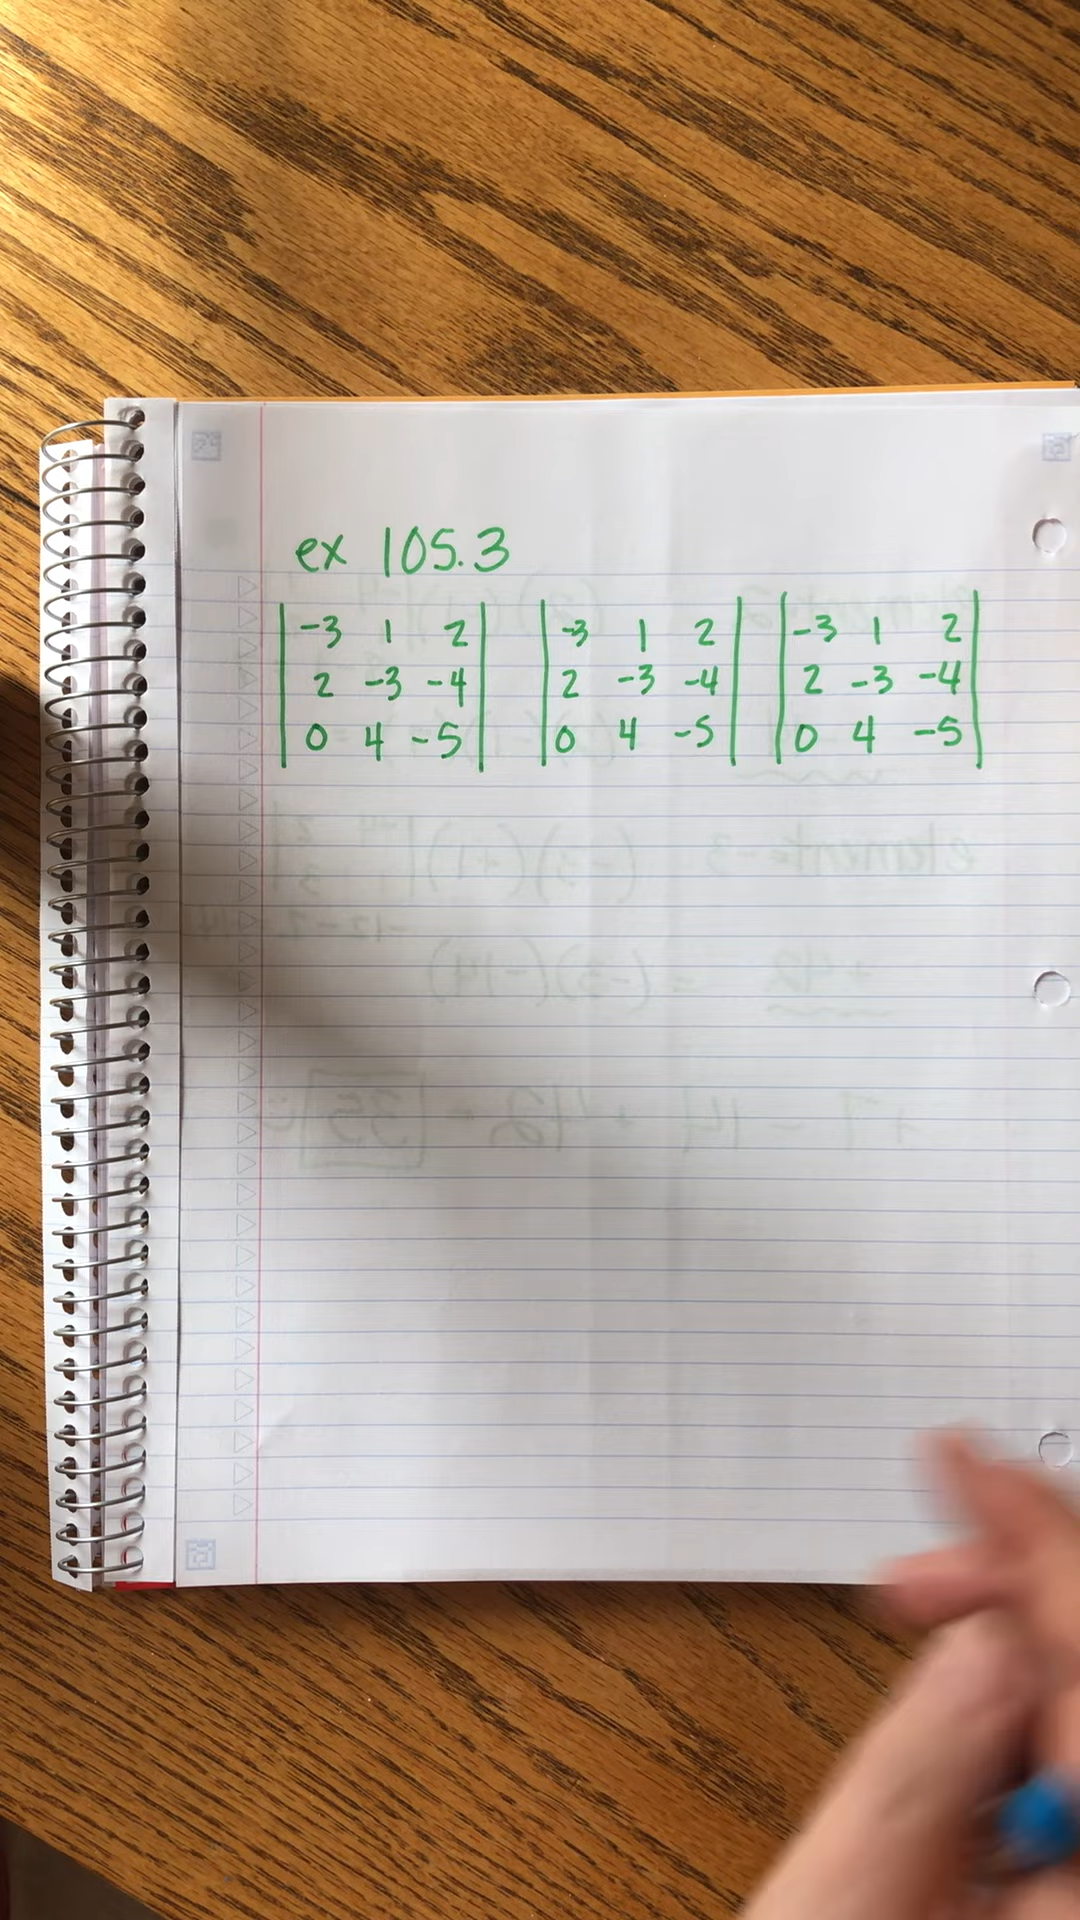 ex 105.3
| -3 1 2 | | -3 1 2 | | -3 1 2 |
| 2 -3 -4 | | 2 -3 -4 | | 2 -3 -4 |
| 0 4 -5 | | 0 4 -5 | | 0 4 -5 |